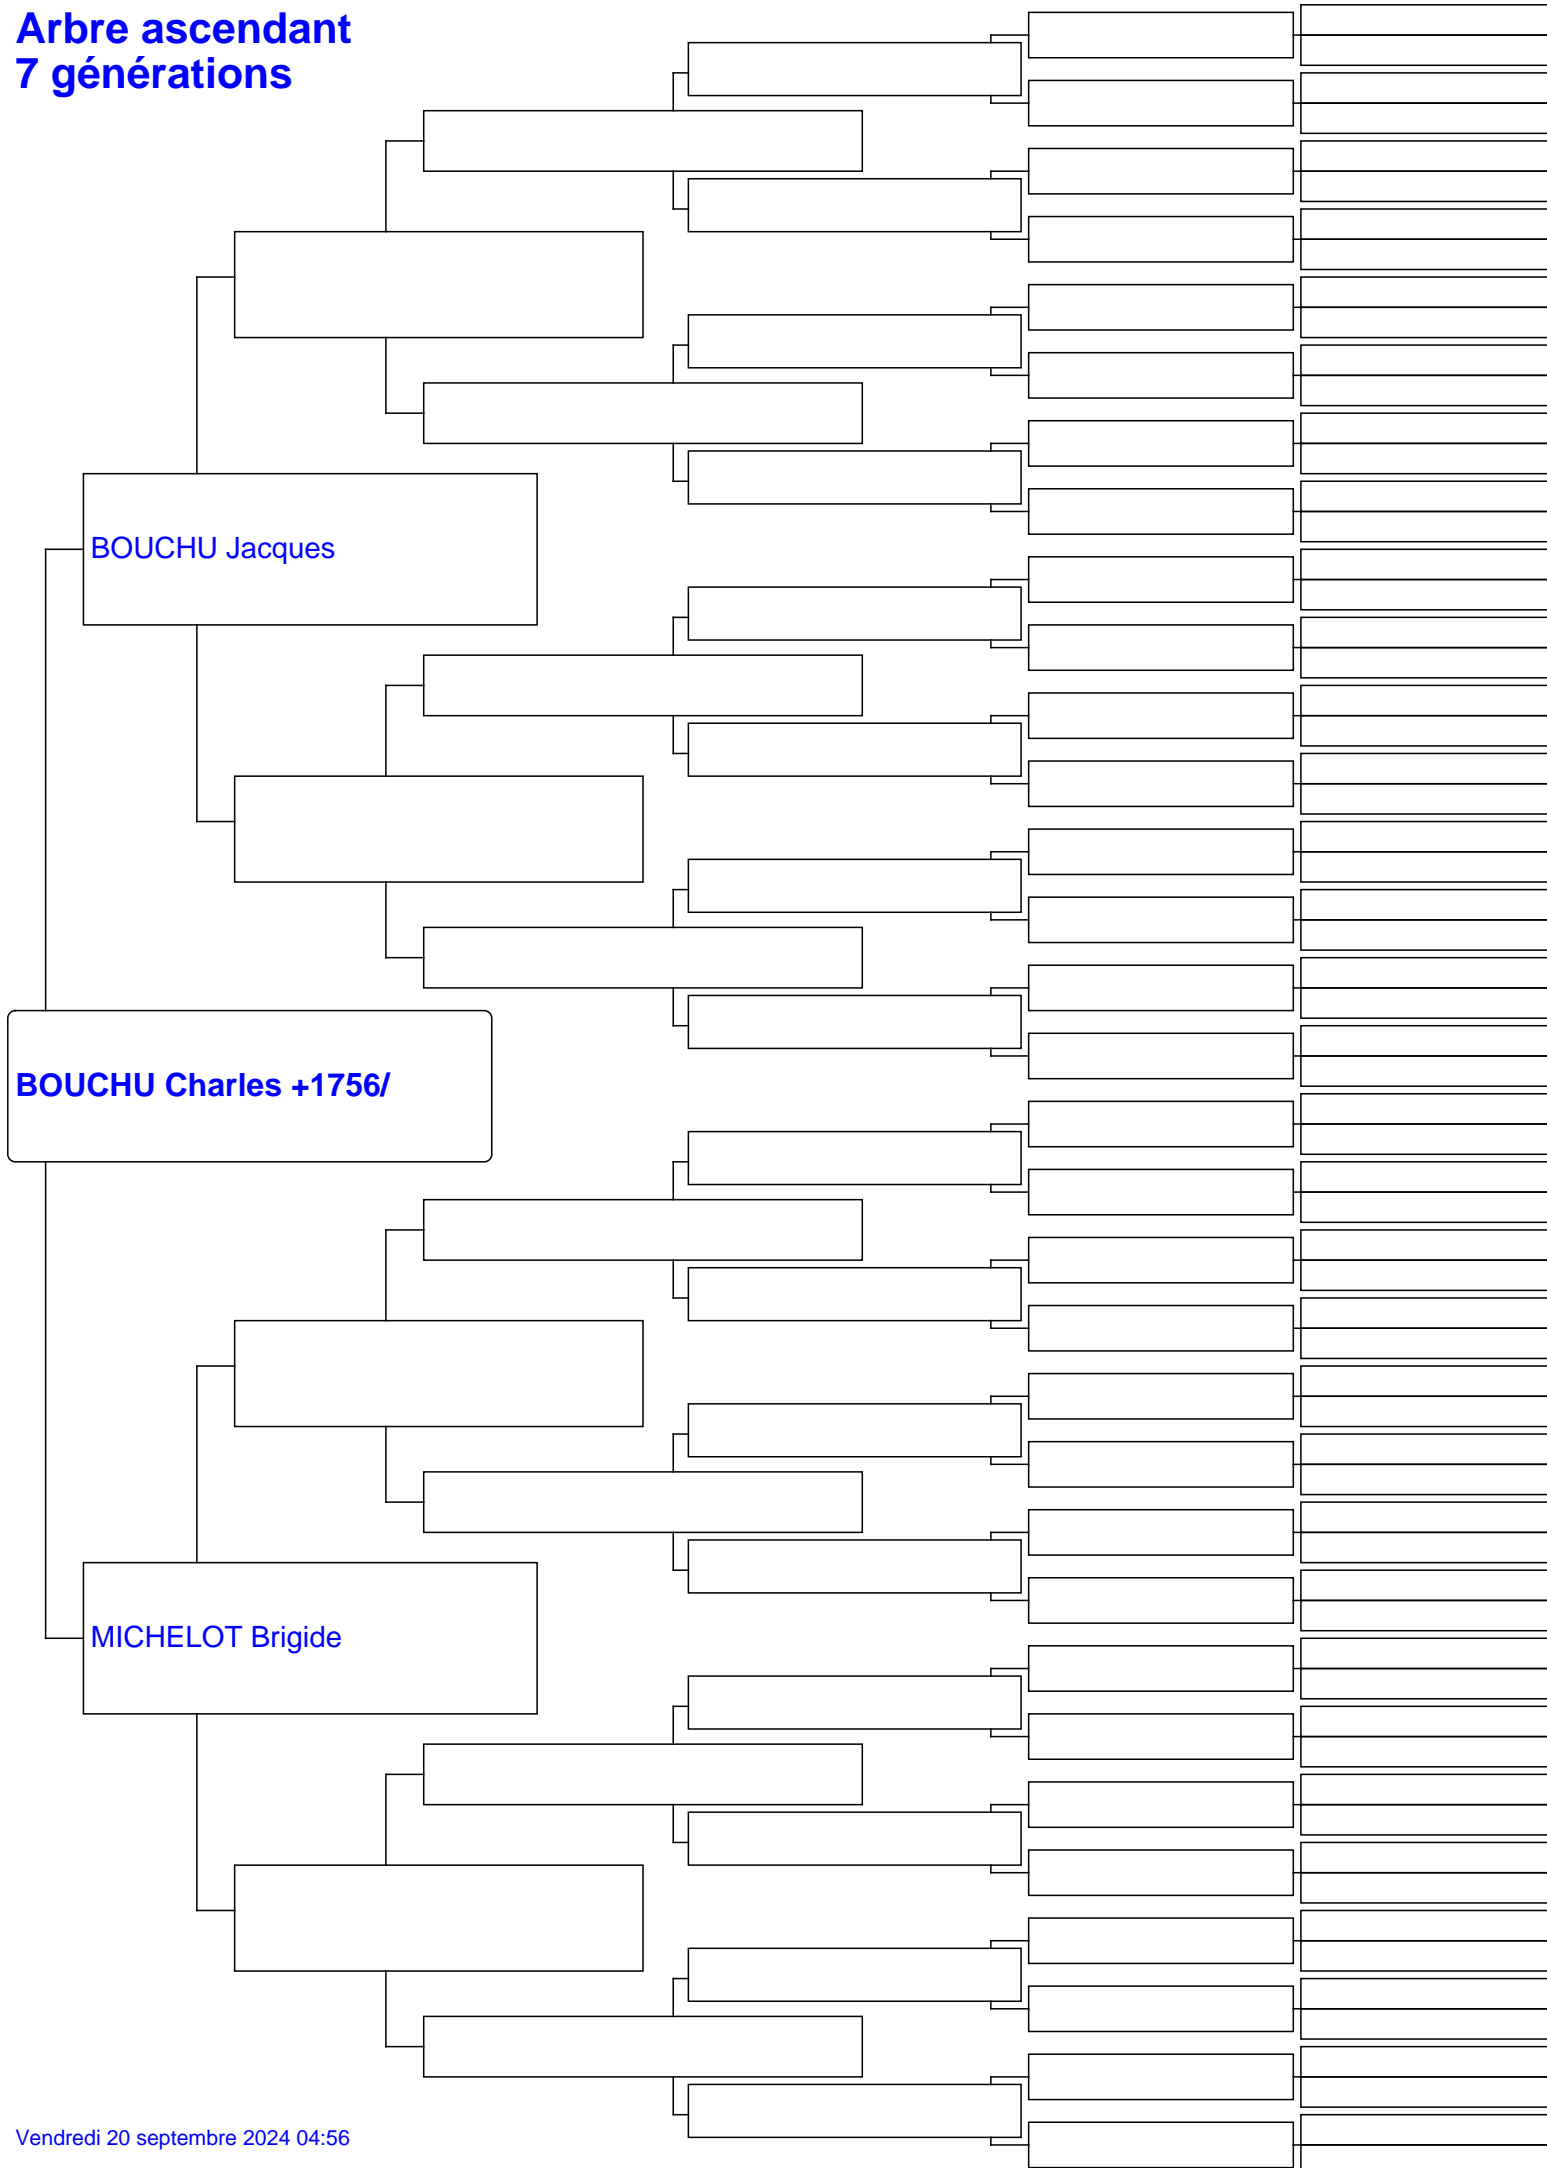 Arbre ascendant
7 générations
BOUCHU Jacques
BOUCHU Charles +1756/
MICHELOT Brigide
Vendredi 20 septembre 2024 04:56